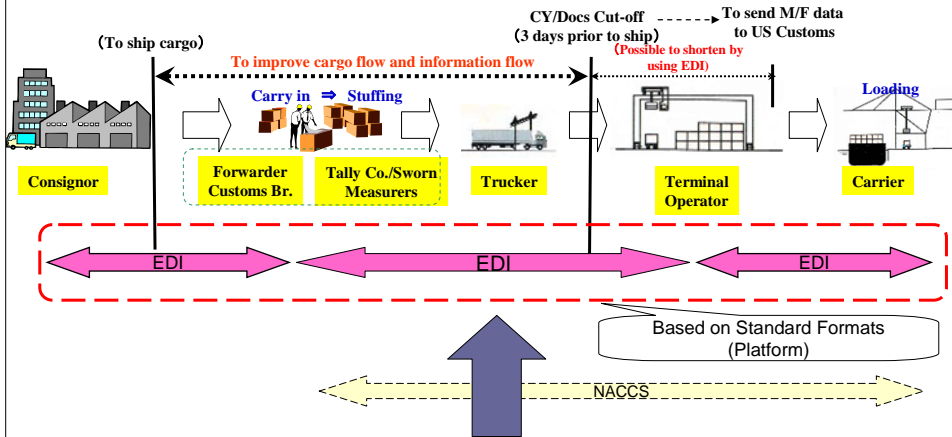 CY/Docs Cut-off
(3 days prior to ship)
To send M/F data
to US Customs
(To ship cargo)
(Possible to shorten by
using EDI)
To improve cargo flow and information flow
Carry in ⇒ Stuffing
Loading
Consignor
Forwarder
Customs Br.
Tally Co./Sworn
Measurers
Trucker
Terminal
Operator
Carrier
EDI
EDI
EDI
Based on Standard Formats
(Platform)
NACCS